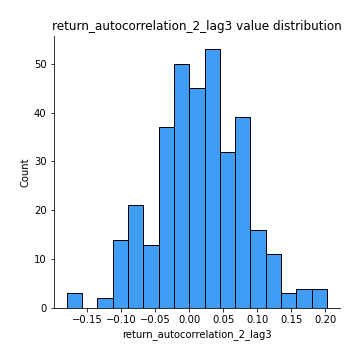 return_autocorrelation_2_lag3 value distribution
50
40
30
20
10
0
Count
−0.15 −0.10 −0.05 0.00 0.05 0.10 0.15 0.20
return_autocorrelation_2_lag3